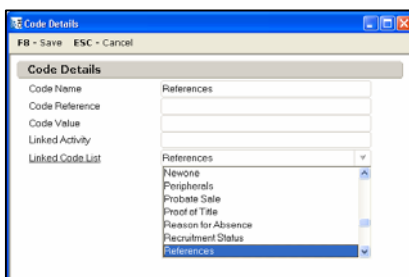 Code Details
F8 - Save ESC - Cancel
Code Details
Code Name References
Code Reference
Code Value
Linked Activity
Linked Code List References
Newone
Peripherals
Probate Sale
Proof of Title
Reason for Absence
Recruitment Status
References